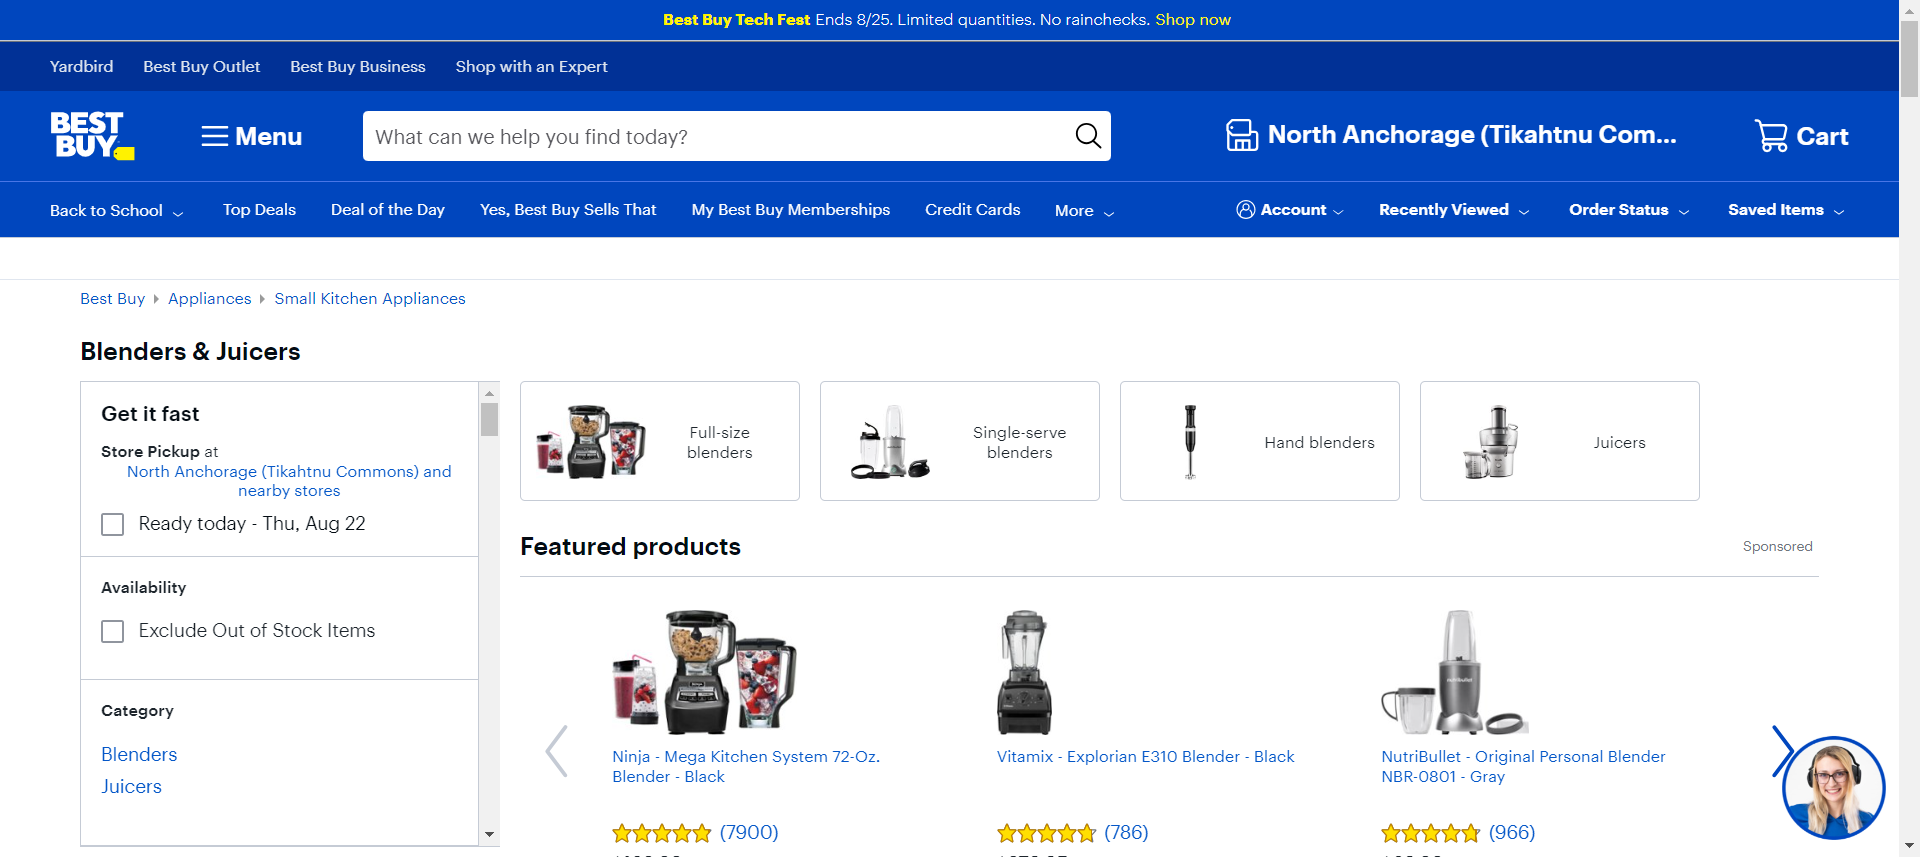 Best Buy Tech Fest Ends 8/25. Limited quantities. No rainchecks. Shop now
Yardbird Best Buy Outlet Best Buy Business Shop with an Expert
BEST BUY
Menu
What can we help you find today?
North Anchorage (Tikahtnu Com...
Cart
Back to School Top Deals Deal of the Day Yes, Best Buy Sells That My Best Buy Memberships Credit Cards More Account Recently Viewed Order Status Saved Items
Best Buy Appliances Small Kitchen Appliances
Blenders & Juicers
Get it fast
Store Pickup at
North Anchorage (Tikahtnu Commons) and
nearby stores
Ready today - Thu, Aug 22
Availability
Exclude Out of Stock Items
Category
Blenders
Juicers
Full-size
blenders
Single-serve
blenders
Hand blenders
Juicers
Featured products
Sponsored
Ninja - Mega Kitchen System 72-Oz.
Blender - Black
(7900)
Vitamix - Explorian E310 Blender - Black
(786)
NutriBullet - Original Personal Blender
NBR-0801 - Gray
(966)